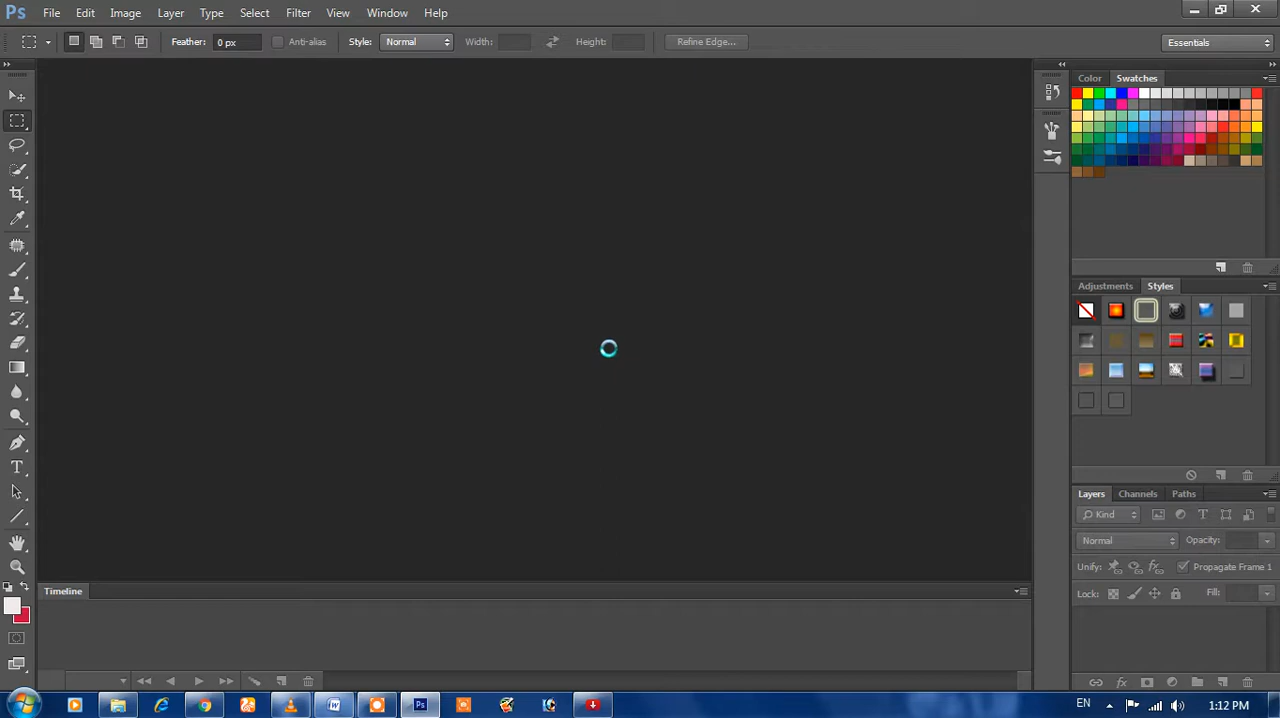 Ps File Edit Image Layer Type Select Filter View Window Help
Feather: 0 px Anti-alias Style: Normal Width: Height: Refine Edge... Essentials
Color Swatches
Adjustments Styles
Layers Channels Paths
Kind
Normal Opacity:
Unify: Propagate Frame 1
Lock: Fill:
Timeline
Ps EN 1:12 PM